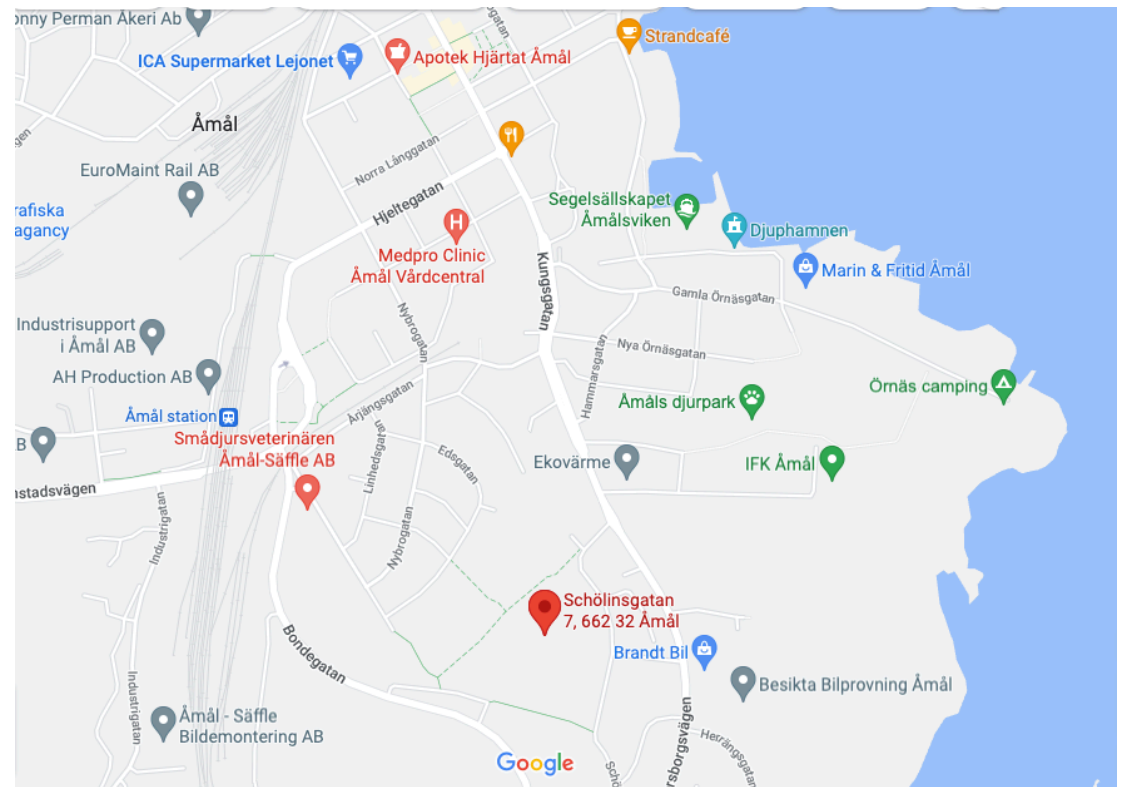 onny Perman Åkeri Ab
Strandcafé
ICA Supermarket Lejonet
Apotek Hjärtat Åmål
Åmål
Norra Långgatan
EuroMaint Rail AB
Hjeltegatan
rafiska
agancy
Segelsällskapet
Åmålsviken
Djuphamnen
Medpro Clinic
Åmål Vårdcentral
Kungsgatan
Marin & Fritid Åmål
Gamla Örnäsgatan
Industrisupport
i Åmål AB
Nybrogatan
Nya Örnäsgatan
Hammarsgatan
AH Production AB
Örnäs camping
Åmåls djurpark
Årjängsgatan
Åmål station
Smådjursveterinären
Åmål-Säffle AB
B
Linhedsgatan
Edsgatan
Ekovärme
IFK Åmål
nstadsvägen
Industrigatan
Nybrogatan
Schölinsgatan
7, 662 32 Åmål
Bondegatan
Brandt Bil
Besikta Bilprovning Åmål
Industrigatan
Åmål - Säffle
Bildemontering AB
rsborgsvägen
Herrängsgatan
Google
Schö